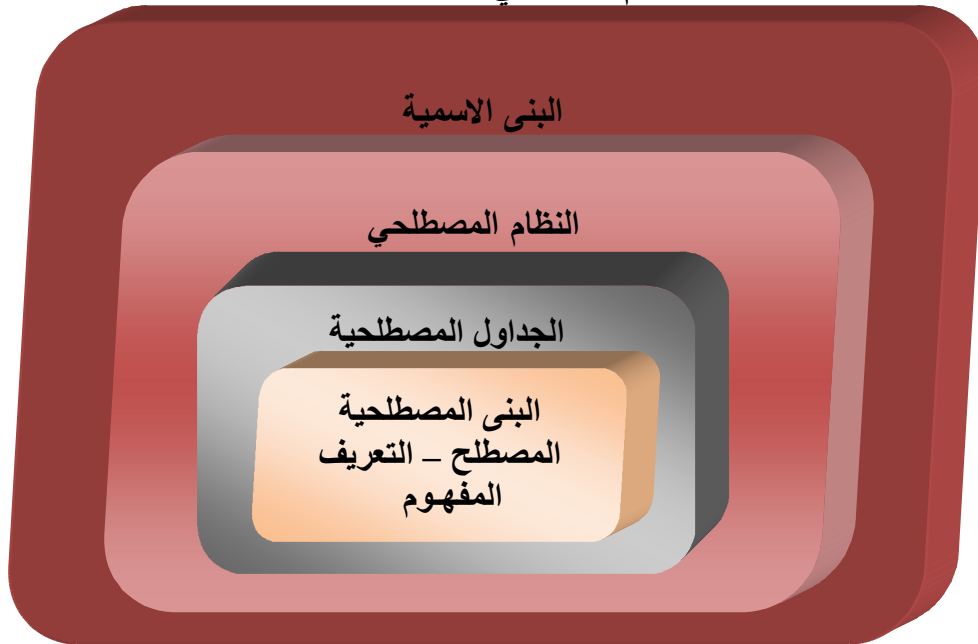 البنى الاسمية
النظام المصطلحي
الجداول المصطلحية
البنى المصطلحية
المصطلح – التعريف
المفهوم